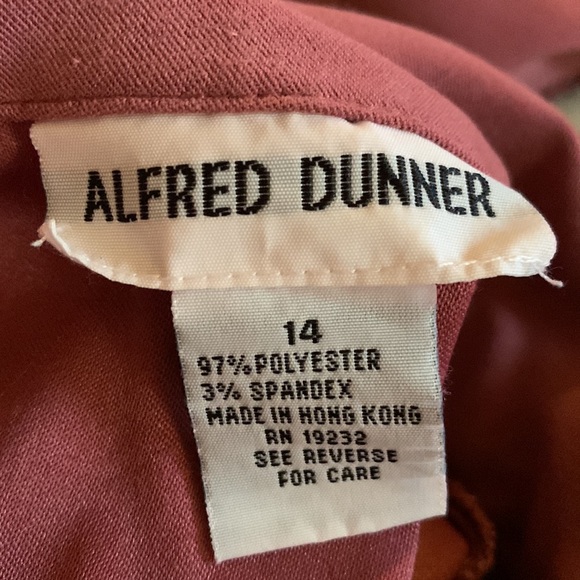 ALFRED DUNNER
14
97% POLYESTER
3% SPANDEX
MADE IN HONG KONG
RN 19232
SEE REVERSE
FOR CARE